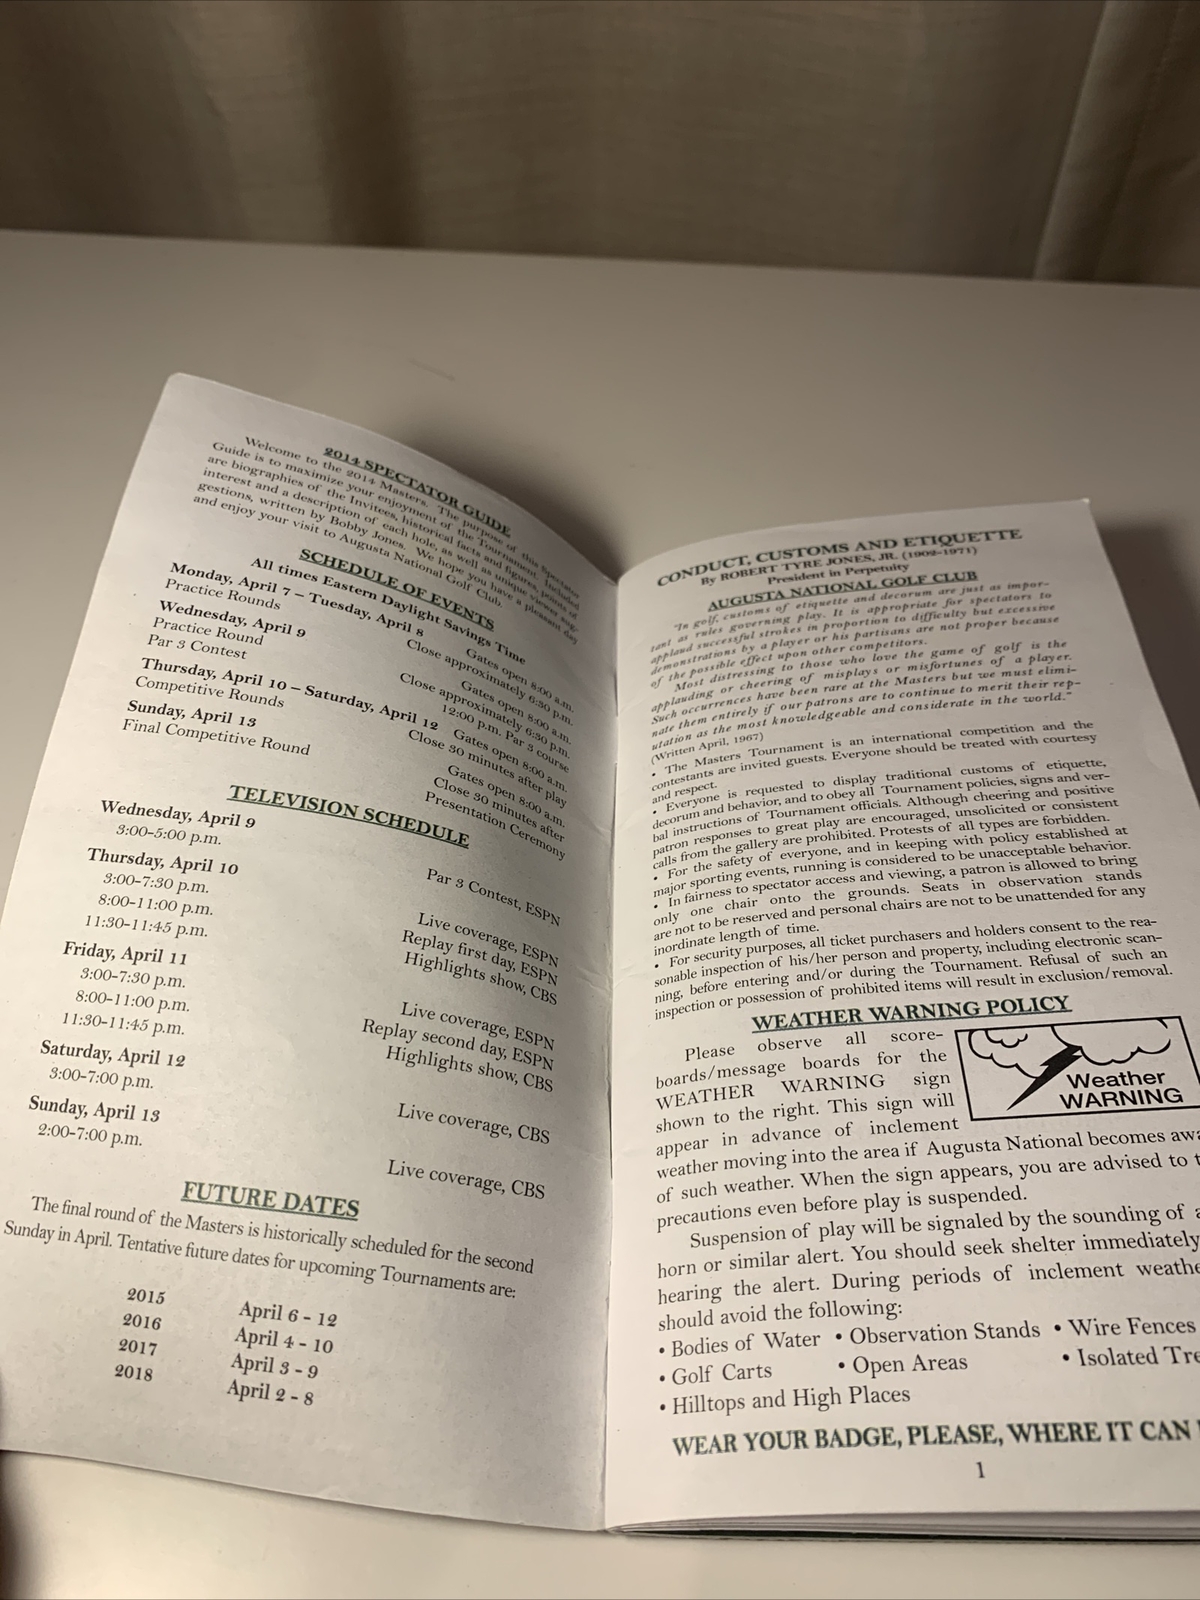 2014 SPECTATOR GUIDE
Welcome to the 2014 Masters. The purpose of this Spectator
Guide is to maximize your enjoyment of the Tournament. Included
are biographies of the Invitees, historical facts and figures, points of
interest and a description of each hole, as well as unique viewer sug-
gestions, written by Bobby Jones. We hope you have a pleasant day
and enjoy your visit to Augusta National Golf Club.
SCHEDULE OF EVENTS
All times Eastern Daylight Savings Time
Monday, April 7 – Tuesday, April 8
Practice Rounds Gates open 8:00 a.m.
Close approximately 6:30 p.m.
Wednesday, April 9
Practice Round Gates open 8:00 a.m.
Close approximately 6:30 p.m.
Par 3 Contest 12:00 p.m. Par 3 course
Thursday, April 10 – Saturday, April 12
Competitive Rounds Gates open 8:00 a.m.
Close 30 minutes after play
Sunday, April 13
Final Competitive Round Gates open 8:00 a.m.
Close 30 minutes after
Presentation Ceremony
TELEVISION SCHEDULE
Wednesday, April 9
3:00-5:00 p.m. Par 3 Contest, ESPN
Thursday, April 10
3:00-7:30 p.m. Live coverage, ESPN
8:00-11:00 p.m. Replay first day, ESPN
11:30-11:45 p.m. Highlights show, CBS
Friday, April 11
3:00-7:30 p.m. Live coverage, ESPN
8:00-11:00 p.m. Replay second day, ESPN
11:30-11:45 p.m. Highlights show, CBS
Saturday, April 12
3:00-7:00 p.m. Live coverage, CBS
Sunday, April 13
2:00-7:00 p.m. Live coverage, CBS
FUTURE DATES
The final round of the Masters is historically scheduled for the second
Sunday in April. Tentative future dates for upcoming Tournaments are:
2015 April 6 - 12
2016 April 4 - 10
2017 April 3 - 9
2018 April 2 - 8
CONDUCT, CUSTOMS AND ETIQUETTE
By ROBERT TYRE JONES, JR. (1902-1971)
President in Perpetuity
AUGUSTA NATIONAL GOLF CLUB
"In golf, customs of etiquette and decorum are just as impor-
tant as rules governing play. It is appropriate for spectators to
applaud successful strokes in proportion to difficulty but excessive
demonstrations by a player or his partisans are not proper because
of the possible effect upon other competitors.
Most distressing to those who love the game of golf is the
applauding or cheering of misplays or misfortunes of a player.
Such occurrences have been rare at the Masters but we must elimi-
nate them entirely if our patrons are to continue to merit their rep-
utation as the most knowledgeable and considerate in the world."
(Written April, 1967)
• The Masters Tournament is an international competition and the
contestants are invited guests. Everyone should be treated with courtesy
and respect.
• Everyone is requested to display traditional customs of etiquette,
decorum and behavior, and to obey all Tournament policies, signs and ver-
bal instructions of Tournament officials. Although cheering and positive
patron responses to great play are encouraged, unsolicited or consistent
calls from the gallery are prohibited. Protests of all types are forbidden.
• For the safety of everyone, and in keeping with policy established at
major sporting events, running is considered to be unacceptable behavior.
• In fairness to spectator access and viewing, a patron is allowed to bring
only one chair onto the grounds. Seats in observation stands
are not to be reserved and personal chairs are not to be unattended for any
inordinate length of time.
• For security purposes, all ticket purchasers and holders consent to the rea-
sonable inspection of his/her person and property, including electronic scan-
ning, before entering and/or during the Tournament. Refusal of such an
inspection or possession of prohibited items will result in exclusion/removal.
WEATHER WARNING POLICY
Please observe all score-
boards/message boards for the
WEATHER WARNING sign
shown to the right. This sign will
appear in advance of inclement
Weather
WARNING
weather moving into the area if Augusta National becomes awa
of such weather. When the sign appears, you are advised to t
precautions even before play is suspended.
Suspension of play will be signaled by the sounding of a
horn or similar alert. You should seek shelter immediately
hearing the alert. During periods of inclement weathe
should avoid the following:
• Bodies of Water • Observation Stands • Wire Fences
• Golf Carts • Open Areas • Isolated Tre
• Hilltops and High Places
WEAR YOUR BADGE, PLEASE, WHERE IT CAN
1